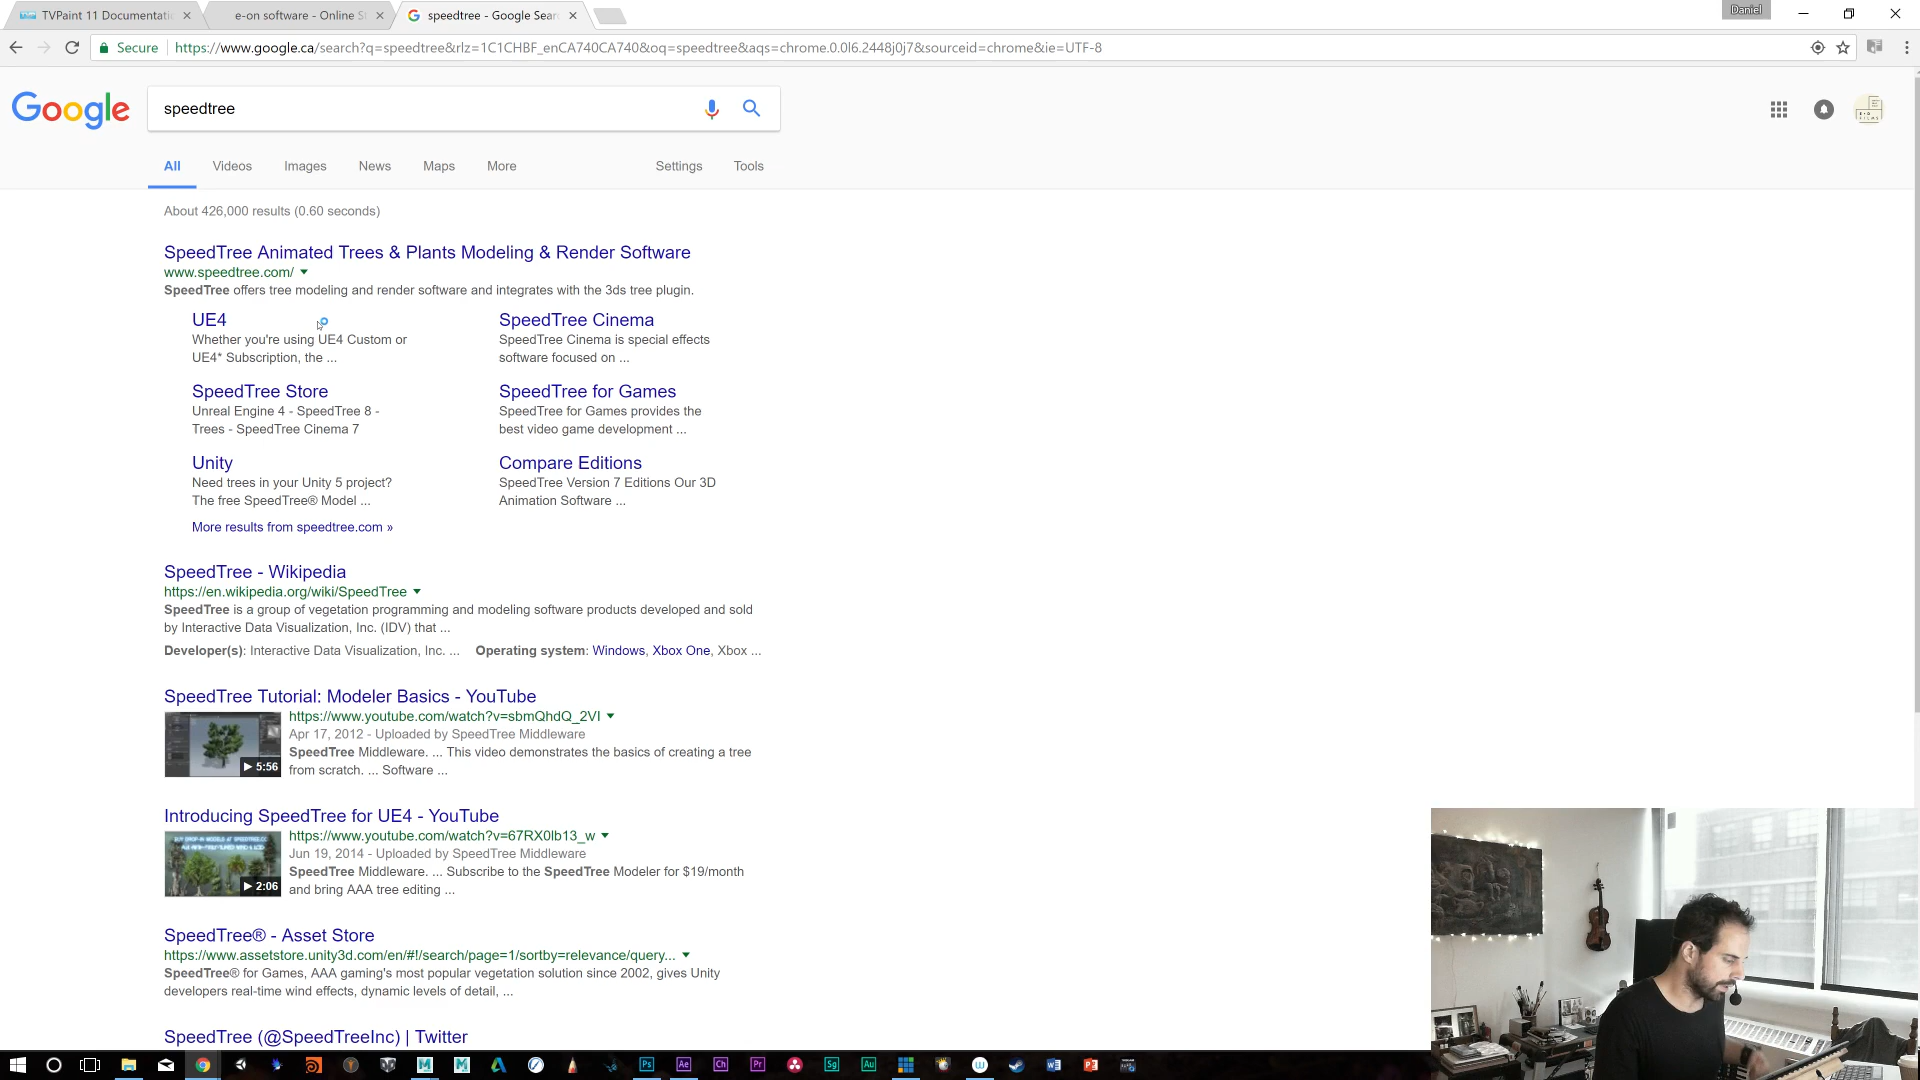 TVPaint 11 Documentati
e-on software - Online S
speedtree - Google Sear
Daniel
Secure
https://www.google.ca/search?q=speedtree&rlz=1C1CHBF_enCA740CA740&oq=speedtree&aqs=chrome.0.0l6.2448j0j7&sourceid=chrome&ie=UTF-8
Google
speedtree
All Videos Images News Maps More Settings Tools
About 426,000 results (0.60 seconds)
SpeedTree Animated Trees & Plants Modeling & Render Software
www.speedtree.com/
SpeedTree offers tree modeling and render software and integrates with the 3ds tree plugin.
UE4
Whether you're using UE4 Custom or
UE4* Subscription, the ...
SpeedTree Cinema
SpeedTree Cinema is special effects
software focused on ...
SpeedTree Store
Unreal Engine 4 - SpeedTree 8 -
Trees - SpeedTree Cinema 7
SpeedTree for Games
SpeedTree for Games provides the
best video game development ...
Unity
Need trees in your Unity 5 project?
The free SpeedTree® Model ...
Compare Editions
SpeedTree Version 7 Editions Our 3D
Animation Software ...
More results from speedtree.com »
SpeedTree - Wikipedia
https://en.wikipedia.org/wiki/SpeedTree
SpeedTree is a group of vegetation programming and modeling software products developed and sold
by Interactive Data Visualization, Inc. (IDV) that ...
Developer(s): Interactive Data Visualization, Inc. ... Operating system: Windows, Xbox One, Xbox ...
SpeedTree Tutorial: Modeler Basics - YouTube
https://www.youtube.com/watch?v=sbmQhdQ_2VI
Apr 17, 2012 - Uploaded by SpeedTree Middleware
SpeedTree Middleware. ... This video demonstrates the basics of creating a tree
from scratch. ... Software ...
5:56
Introducing SpeedTree for UE4 - YouTube
https://www.youtube.com/watch?v=67RX0lb13_w
Jun 19, 2014 - Uploaded by SpeedTree Middleware
SpeedTree Middleware. ... Subscribe to the SpeedTree Modeler for $19/month
and bring AAA tree editing ...
2:06
SpeedTree® - Asset Store
https://www.assetstore.unity3d.com/en/#!/search/page=1/sortby=relevance/query...
SpeedTree® for Games, AAA gaming's most popular vegetation solution since 2002, gives Unity
developers real-time wind effects, dynamic levels of detail, ...
SpeedTree (@SpeedTreeInc) | Twitter
Ps Ae Ch Pr Sg Au